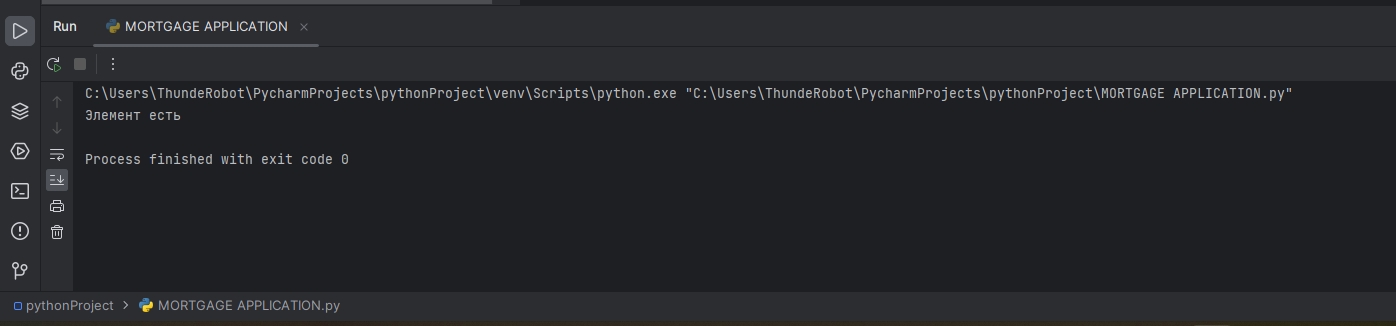 Run MORTGAGE APPLICATION
C:\Users\ThundeRobot\PycharmProjects\pythonProject\venv\Scripts\python.exe "C:\Users\ThundeRobot\PycharmProjects\pythonProject\MORTGAGE APPLICATION.py"
Элемент есть
Process finished with exit code 0
pythonProject > MORTGAGE APPLICATION.py